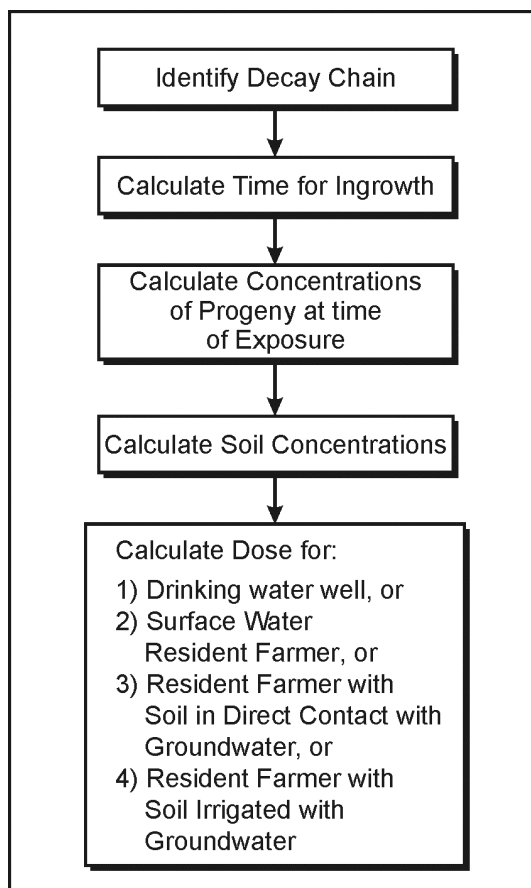 Identify Decay Chain
Calculate Time for Ingrowth
Calculate Concentrations
of Progeny at time
of Exposure
Calculate Soil Concentrations
Calculate Dose for:
1) Drinking water well, or
2) Surface Water
Resident Farmer, or
3) Resident Farmer with
Soil in Direct Contact with
Groundwater, or
4) Resident Farmer with
Soil Irrigated with
Groundwater